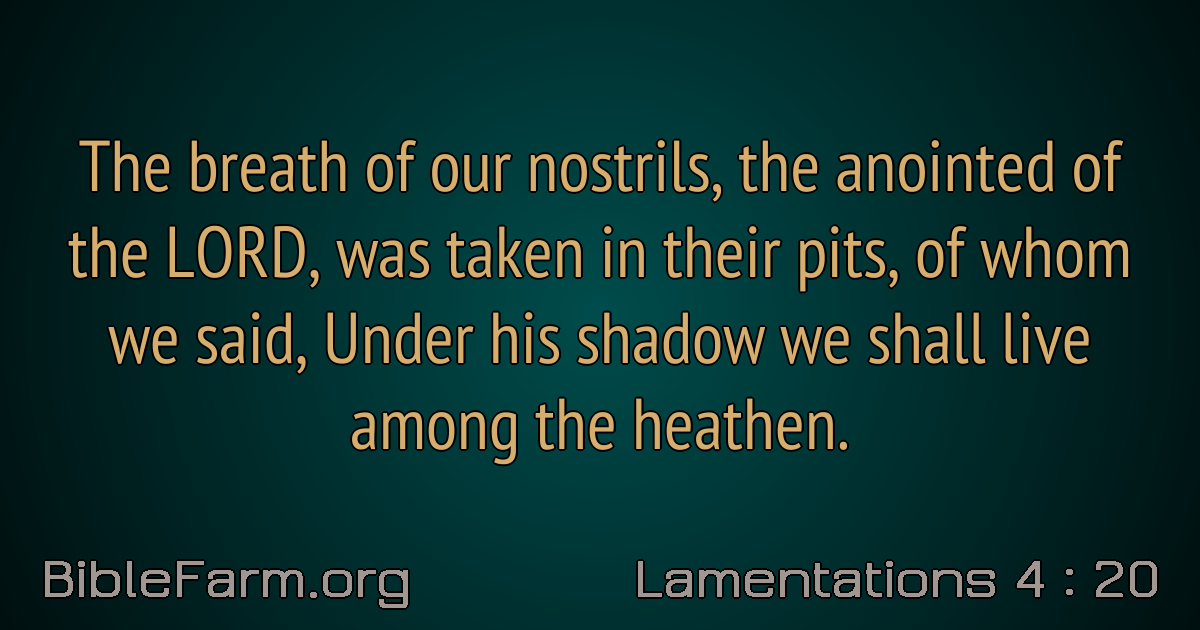 The breath of our nostrils, the anointed of
the LORD, was taken in their pits, of whom
we said, Under his shadow we shall live
among the heathen.
BibleFarm.org
Lamentations 4 : 20